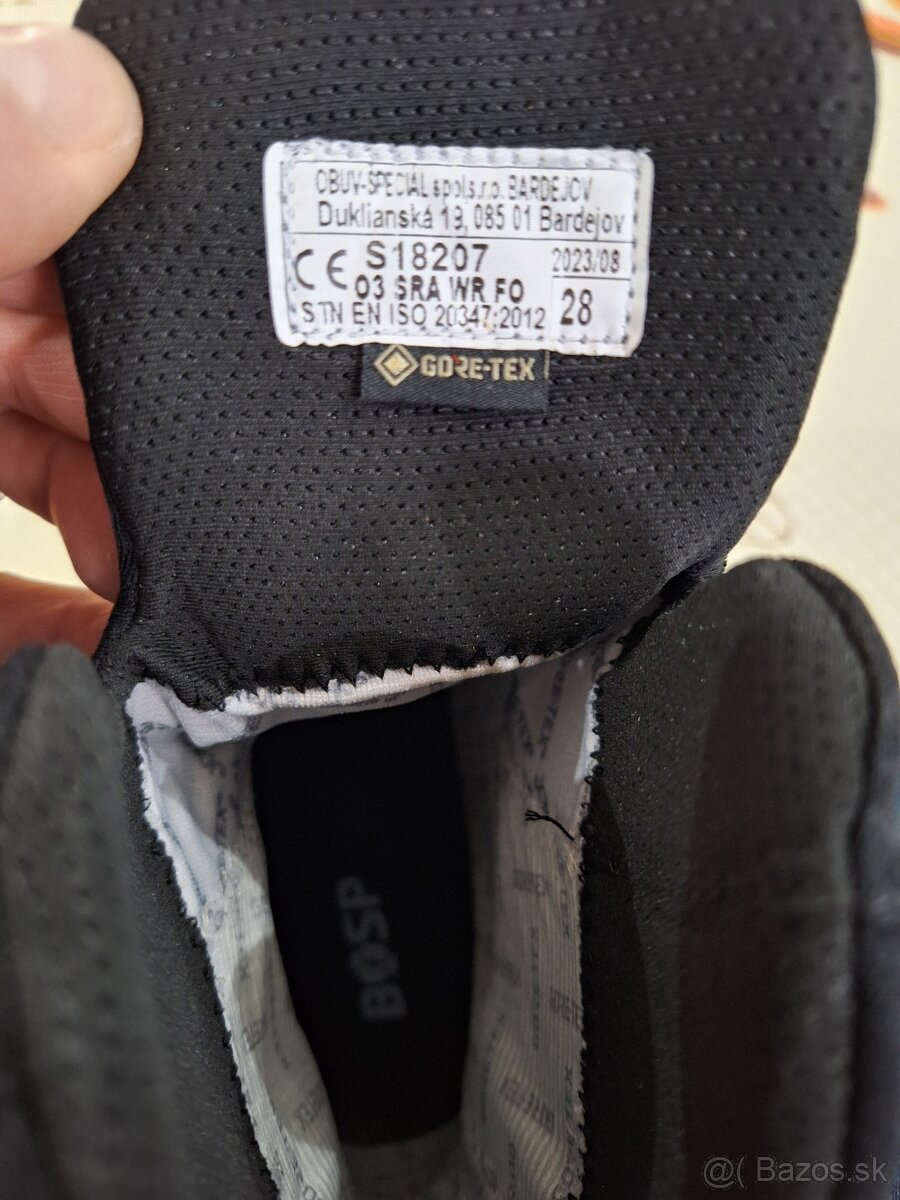 OBUV-ŠPECIÁL spol.s.r.o. BARDEJOV
Duklianská 19, 085 01 Bardejov
CE S18207 2023/08
O3 SRA WR FO 28
STN EN ISO 20347:2012
GORE-TEX
BOSP
@( Bazos.sk